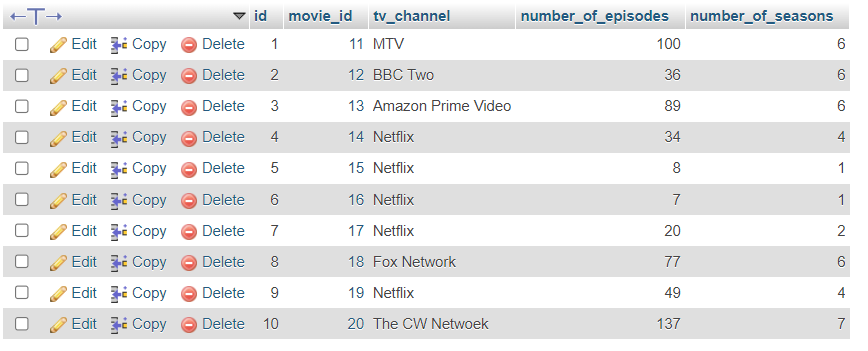 ←T→ id movie_id tv_channel number_of_episodes number_of_seasons
Edit Copy Delete 1 11 MTV 100 6
Edit Copy Delete 2 12 BBC Two 36 6
Edit Copy Delete 3 13 Amazon Prime Video 89 6
Edit Copy Delete 4 14 Netflix 34 4
Edit Copy Delete 5 15 Netflix 8 1
Edit Copy Delete 6 16 Netflix 7 1
Edit Copy Delete 7 17 Netflix 20 2
Edit Copy Delete 8 18 Fox Network 77 6
Edit Copy Delete 9 19 Netflix 49 4
Edit Copy Delete 10 20 The CW Netwoek 137 7